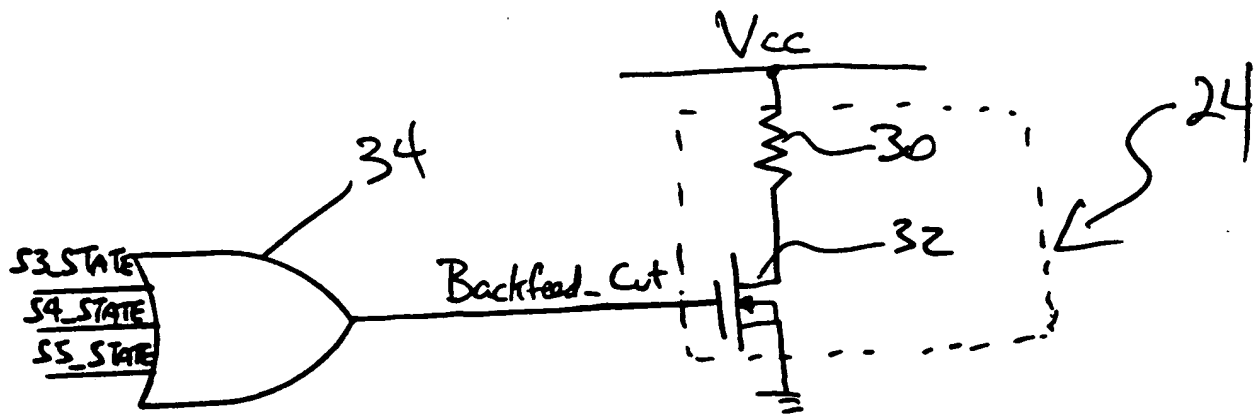 Vcc
24
30
34
32
S3_STATE
S4_STATE
S5_STATE
Backfeed_Cut